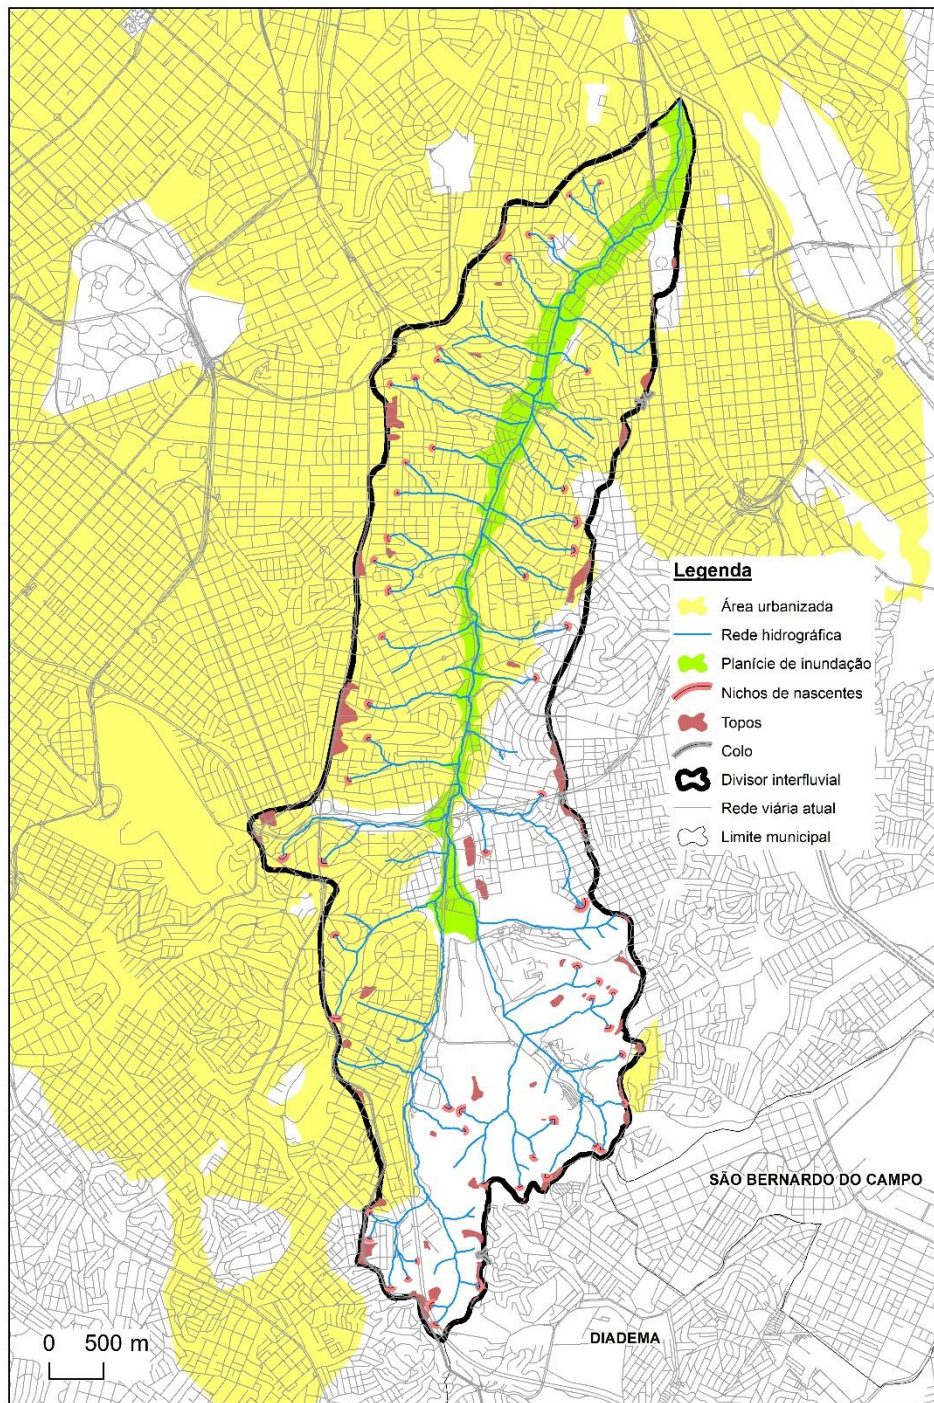 Legenda
Área urbanizada
Rede hidrográfica
Planície de inundação
Nichos de nascentes
Topos
Colo
Divisor interfluvial
Rede viária atual
Limite municipal
SÃO BERNARDO DO CAMPO
DIADEMA
0 500 m